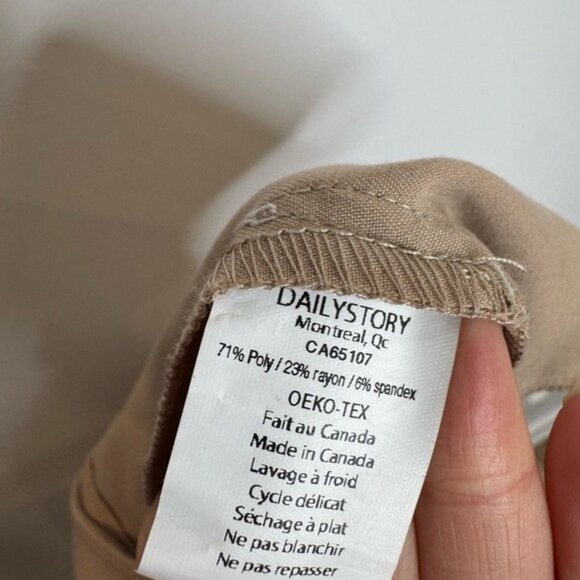 DAILYSTORY
Montreal, Qc
CA65107
71% Poly / 23% rayon / 6% spandex
OEKO-TEX
Fait au Canada
Made in Canada
Lavage à froid
Cycle délicat
Séchage à plat
Ne pas blanchir
Ne pas repasser